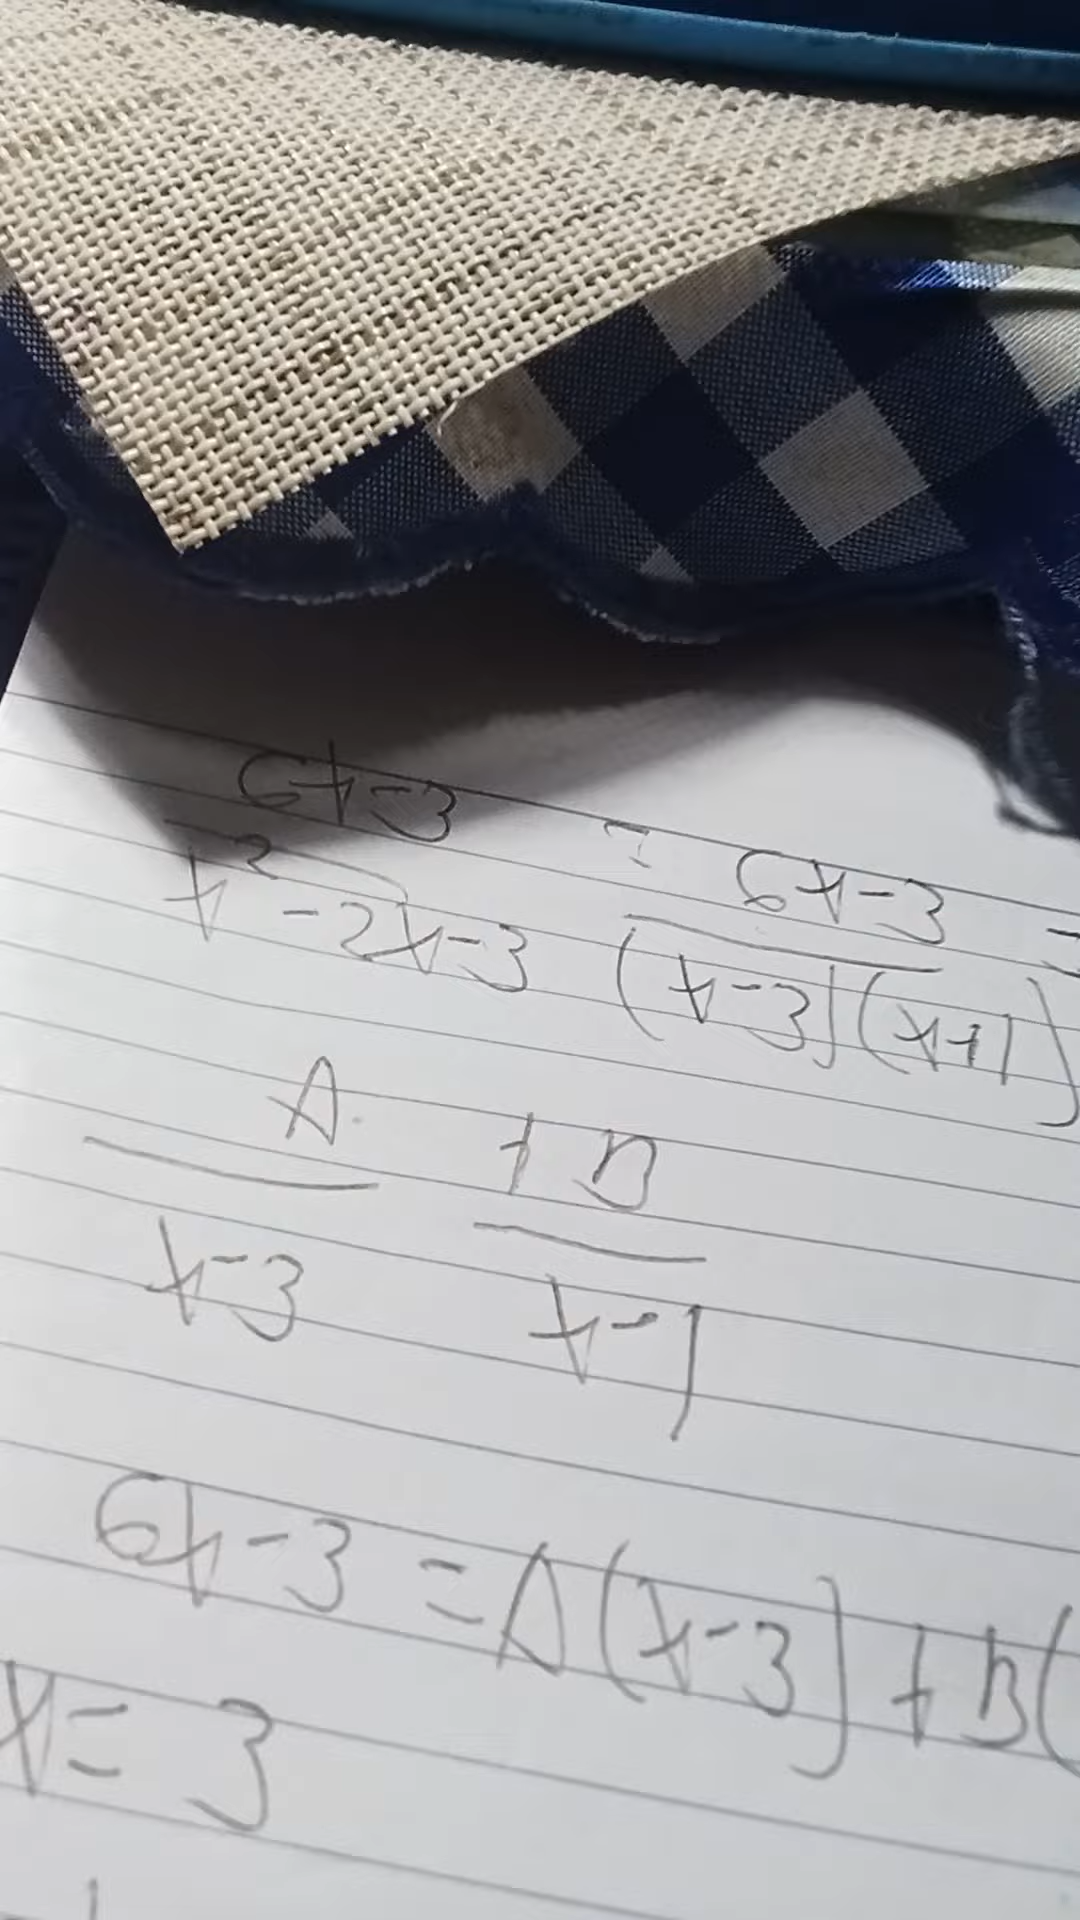 6x-3 = 6x-3 =
x² -2x-3 (x-3)(x+1)
A + B
x-3 x-1
6x-3 = A(x-3) + B(
x = 3